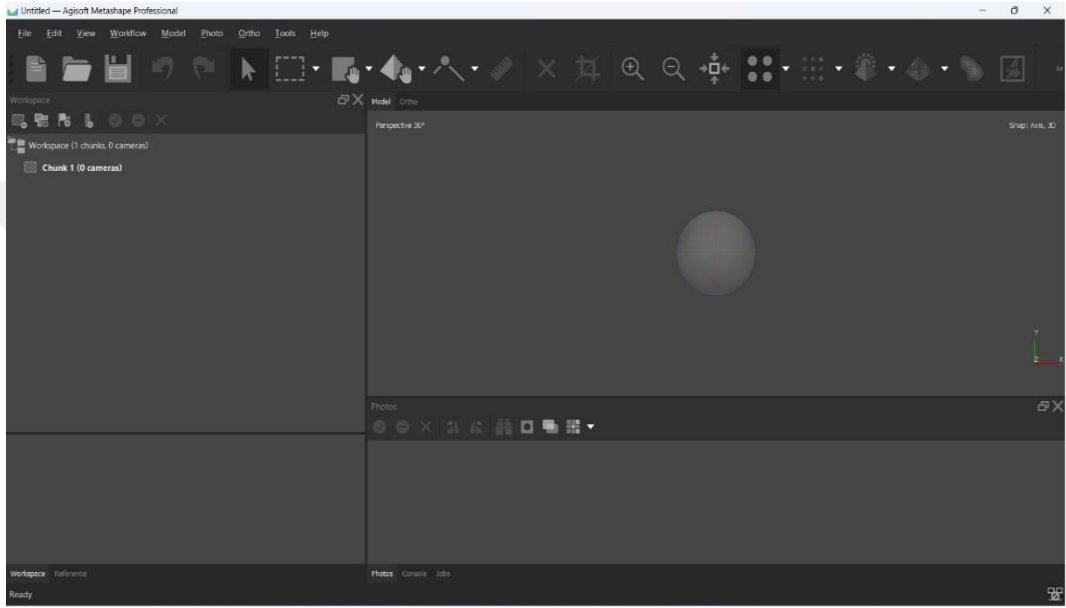 Untitled — Agisoft Metashape Professional
File Edit View Workflow Model Photo Ortho Tools Help
Workspace
Workspace (1 chunks, 0 cameras)
Chunk 1 (0 cameras)
Model Ortho
Perspective 30°
Snap: Axis, 3D
Y
Z X
Photos
Workspace Reference
Photos Console Jobs
Ready